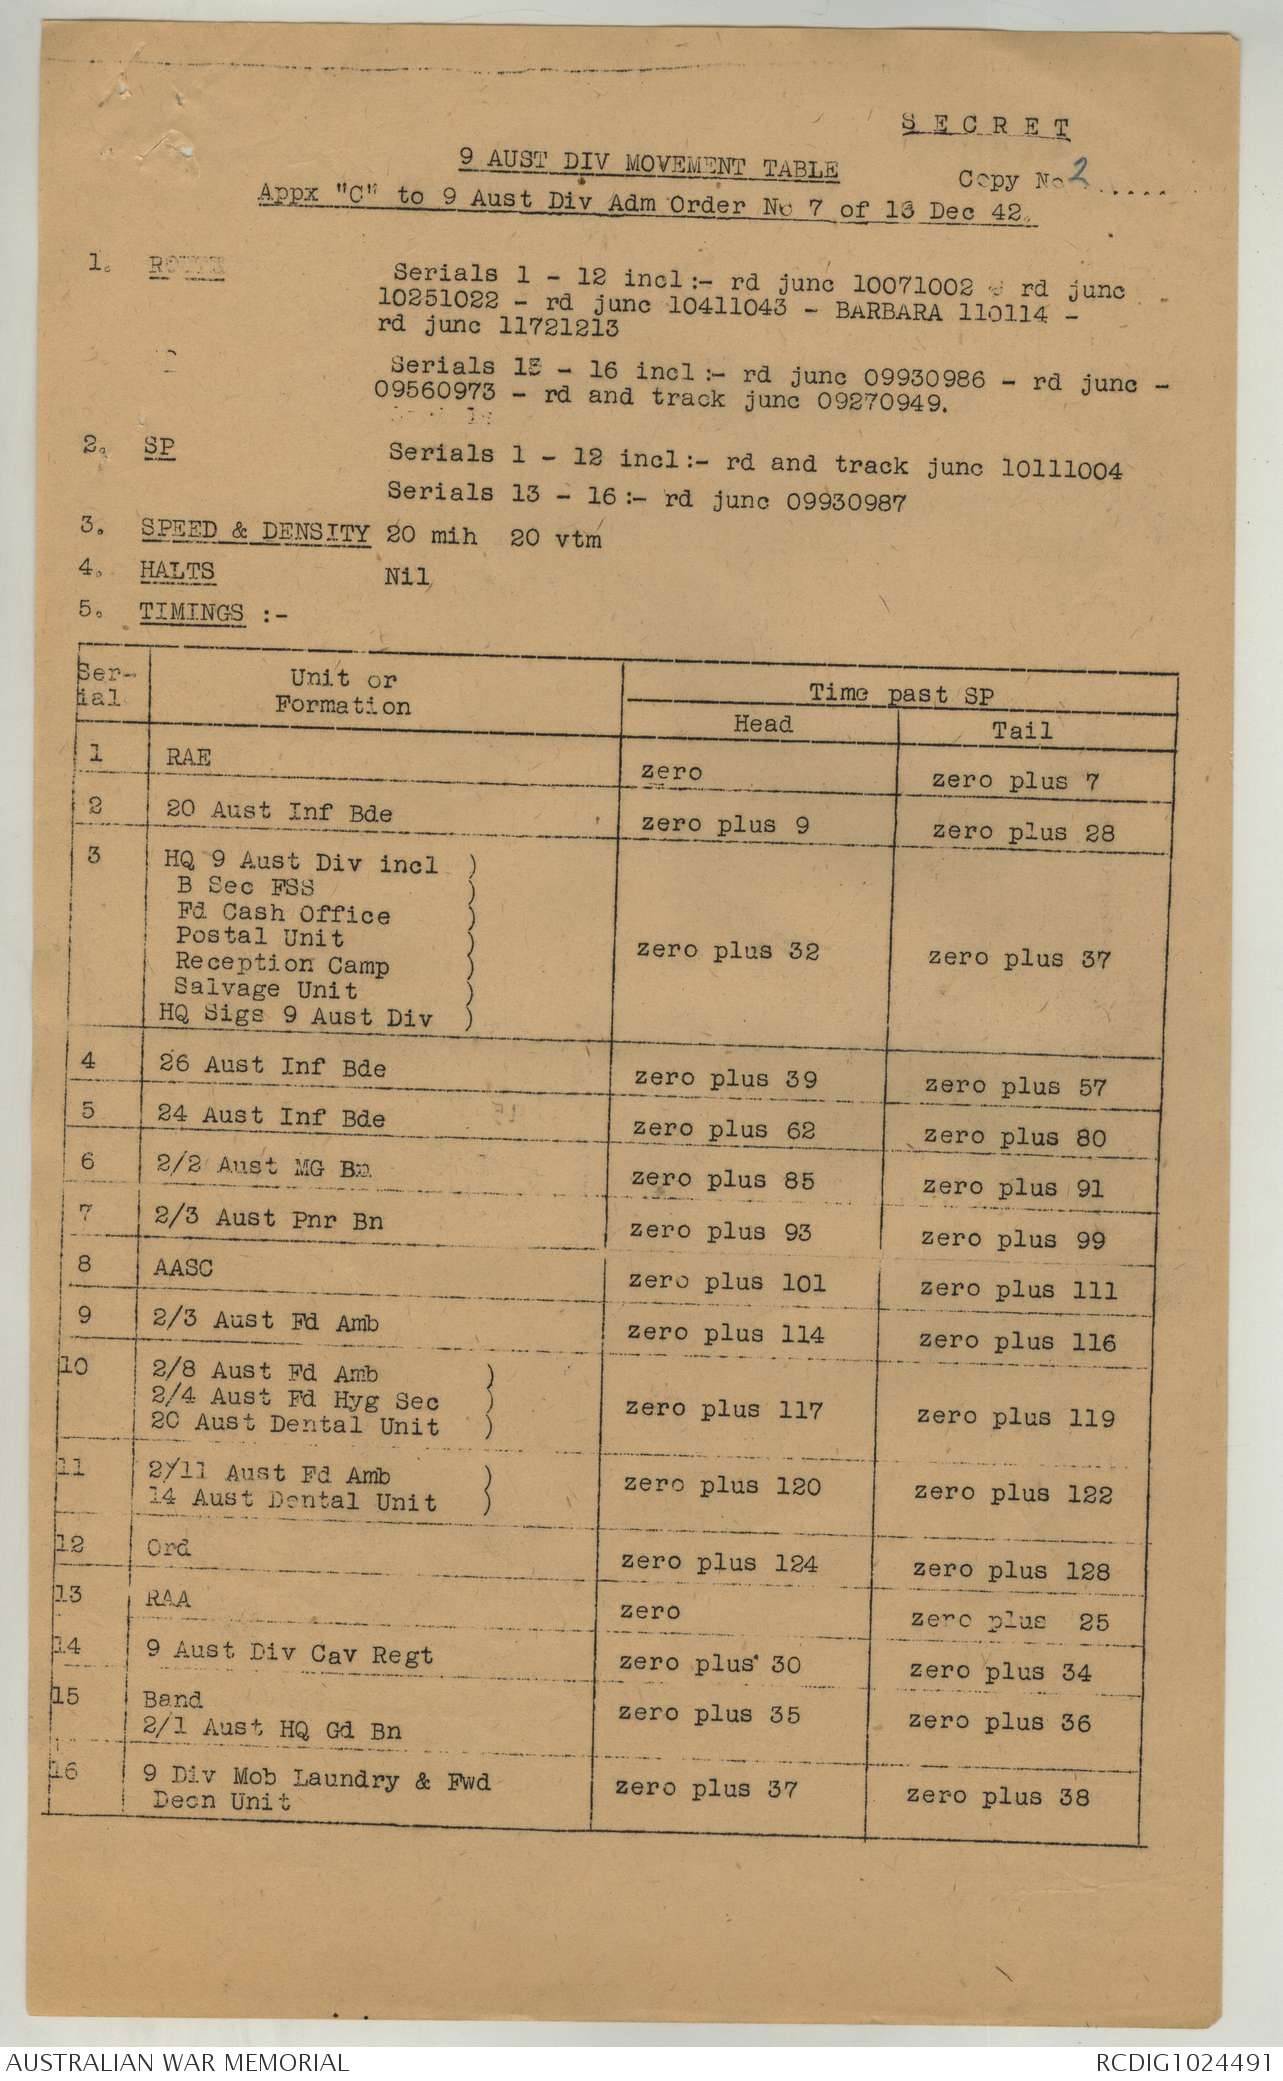 S E C R E T
9 AUST DIV MOVEMENT TABLE
Copy No 2 .....
Appx "C" to 9 Aust Div Adm Order No 7 of 13 Dec 42.
1. ROUTE Serials 1 - 12 incl:- rd junc 10071002 - rd junc
10251022 - rd junc 10411043 - BARBARA 110114 -
rd junc 11721213
Serials 13 - 16 incl:- rd junc 09930986 - rd junc -
09560973 - rd and track junc 09270949.
2. SP Serials 1 - 12 incl:- rd and track junc 10111004
Serials 13 - 16:- rd junc 09930987
3. SPEED & DENSITY 20 mih 20 vtm
4. HALTS Nil
5. TIMINGS :-
Ser- Unit or Time past SP
ial Formation Head Tail
1 RAE zero zero plus 7
2 20 Aust Inf Bde zero plus 9 zero plus 28
3 HQ 9 Aust Div incl )
B Sec FSS )
Fd Cash Office )
Postal Unit ) zero plus 32 zero plus 37
Reception Camp )
Salvage Unit )
HQ Sigs 9 Aust Div )
4 26 Aust Inf Bde zero plus 39 zero plus 57
5 24 Aust Inf Bde zero plus 62 zero plus 80
6 2/2 Aust MG Bn zero plus 85 zero plus 91
7 2/3 Aust Pnr Bn zero plus 93 zero plus 99
8 AASC zero plus 101 zero plus 111
9 2/3 Aust Fd Amb zero plus 114 zero plus 116
10 2/8 Aust Fd Amb )
2/4 Aust Fd Hyg Sec ) zero plus 117 zero plus 119
20 Aust Dental Unit )
11 2/11 Aust Fd Amb ) zero plus 120 zero plus 122
14 Aust Dental Unit )
12 Ord zero plus 124 zero plus 128
13 RAA zero zero plus 25
14 9 Aust Div Cav Regt zero plus 30 zero plus 34
15 Band zero plus 35 zero plus 36
2/1 Aust HQ Gd Bn
16 9 Div Mob Laundry & Fwd zero plus 37 zero plus 38
Decn Unit
AUSTRALIAN WAR MEMORIAL RCDIG1024491